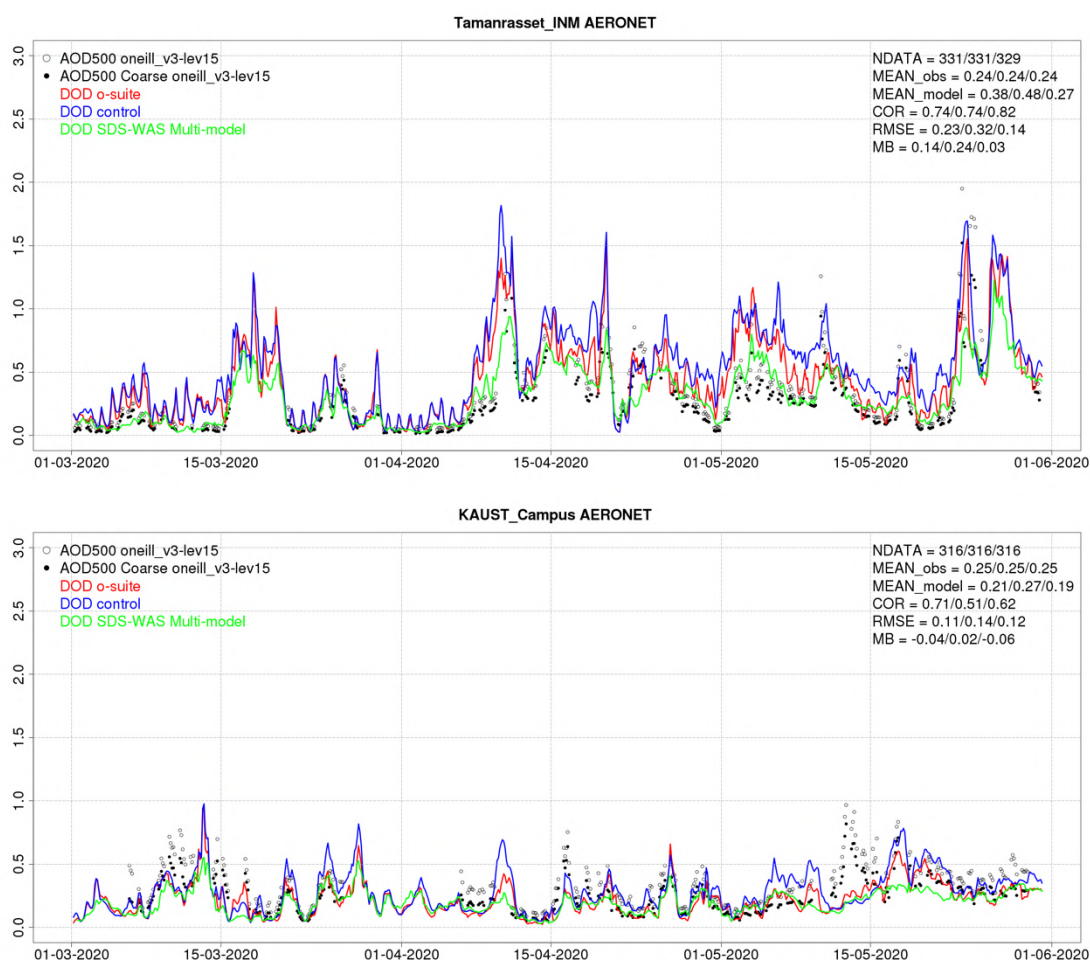 Tamanrasset_INM AERONET
3.0
2.5
2.0
1.5
1.0
0.5
0.0
AOD500 oneill_v3-lev15
AOD500 Coarse oneill_v3-lev15
DOD o-suite
DOD control
DOD SDS-WAS Multi-model
NDATA = 331/331/329
MEAN_obs = 0.24/0.24/0.24
MEAN_model = 0.38/0.48/0.27
COR = 0.74/0.74/0.82
RMSE = 0.23/0.32/0.14
MB = 0.14/0.24/0.03
01-03-2020 15-03-2020 01-04-2020 15-04-2020 01-05-2020 15-05-2020 01-06-2020
KAUST_Campus AERONET
3.0
2.5
2.0
1.5
1.0
0.5
0.0
AOD500 oneill_v3-lev15
AOD500 Coarse oneill_v3-lev15
DOD o-suite
DOD control
DOD SDS-WAS Multi-model
NDATA = 316/316/316
MEAN_obs = 0.25/0.25/0.25
MEAN_model = 0.21/0.27/0.19
COR = 0.71/0.51/0.62
RMSE = 0.11/0.14/0.12
MB = -0.04/0.02/-0.06
01-03-2020 15-03-2020 01-04-2020 15-04-2020 01-05-2020 15-05-2020 01-06-2020